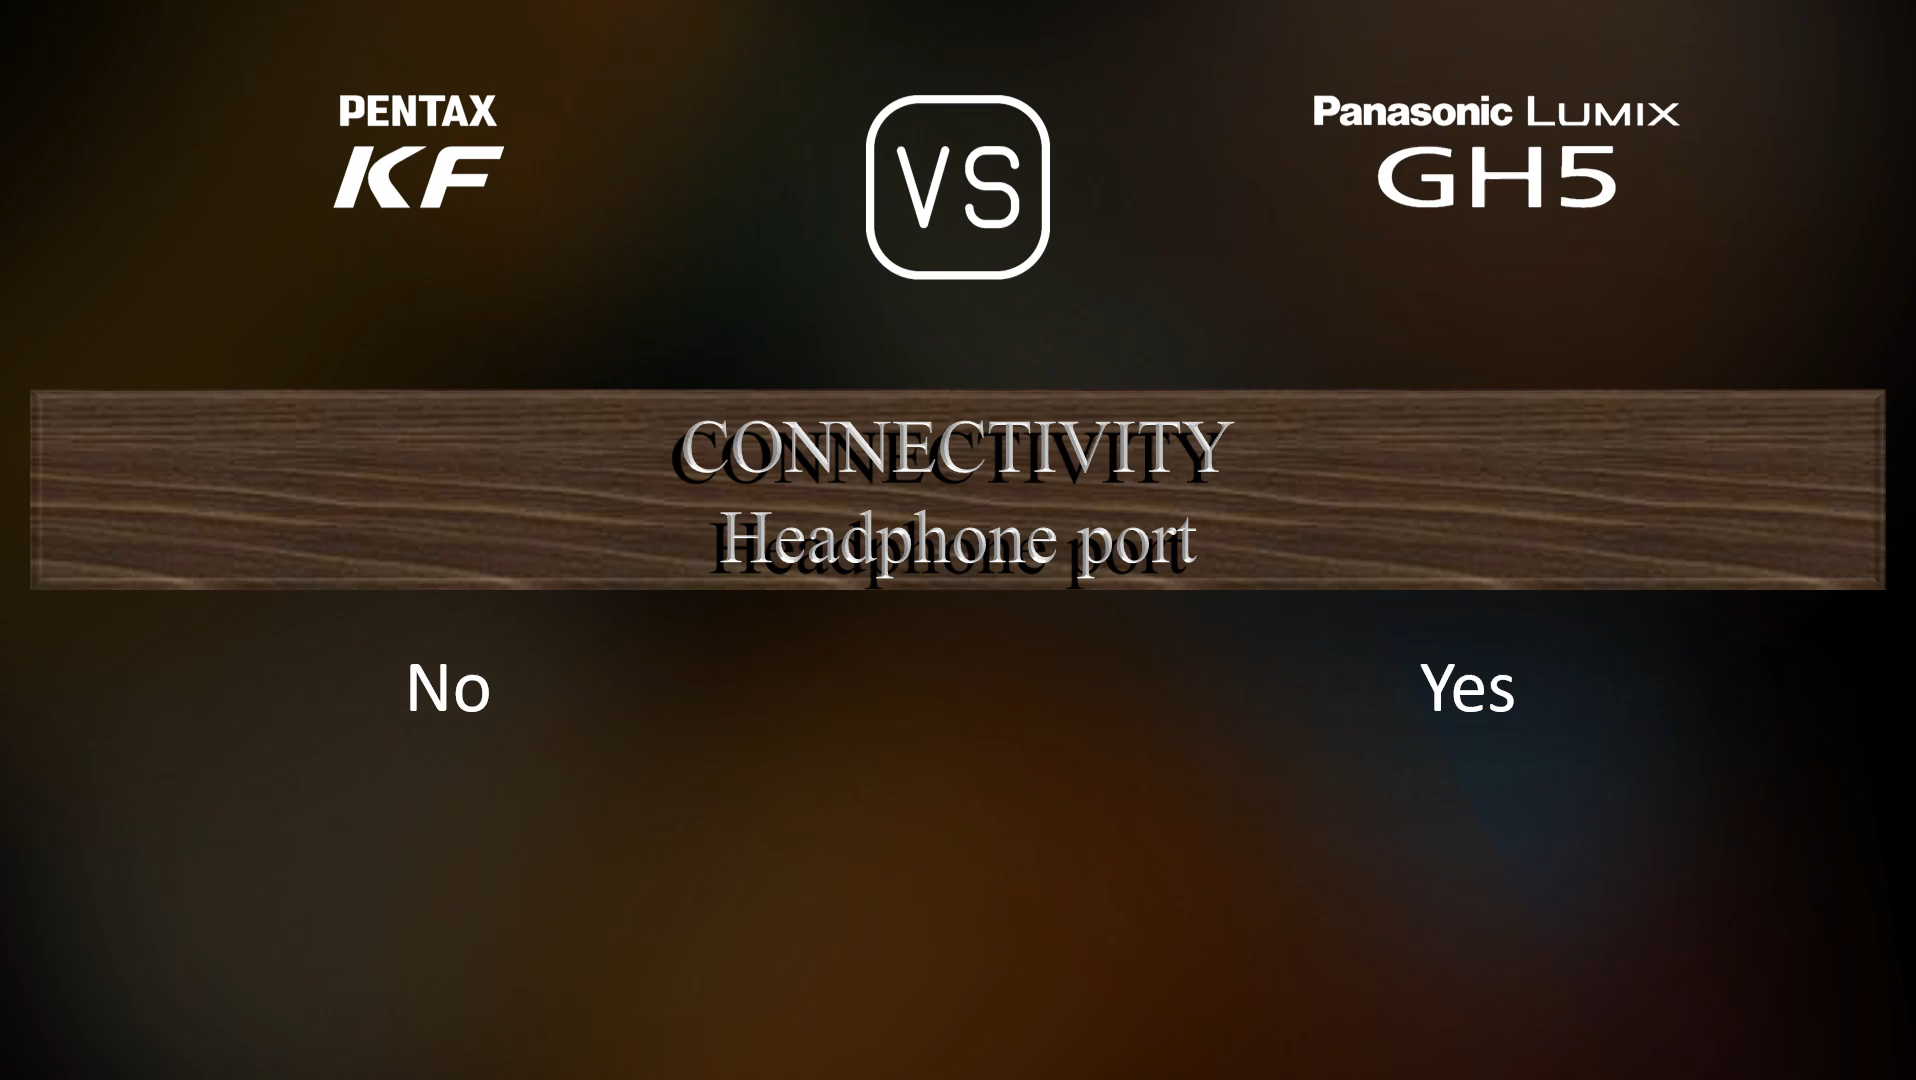 PENTAX
KF
VS
Panasonic LUMIX
GH5
CONNECTIVITY
Headphone port
No
Yes